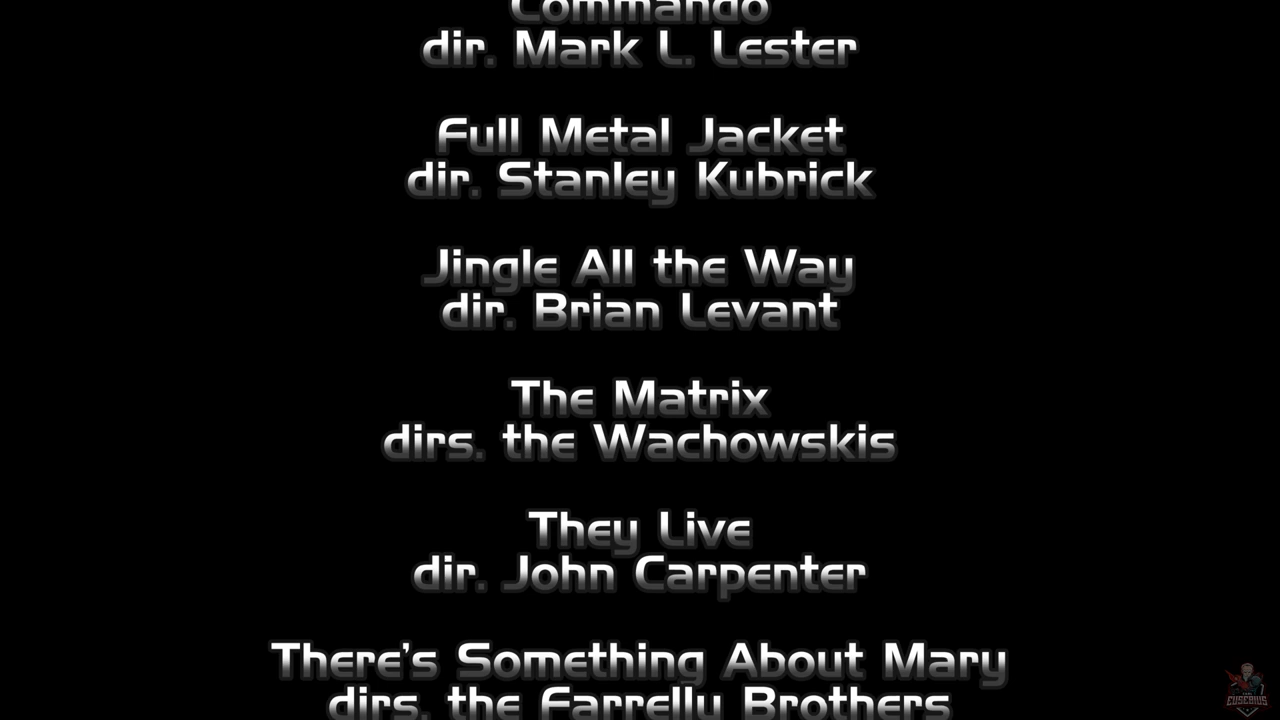 Commando
dir. Mark L. Lester
Full Metal Jacket
dir. Stanley Kubrick
Jingle All the Way
dir. Brian Levant
The Matrix
dirs. the Wachowskis
They Live
dir. John Carpenter
There's Something About Mary
dirs. the Farrelly Brothers
EUSEBIUS